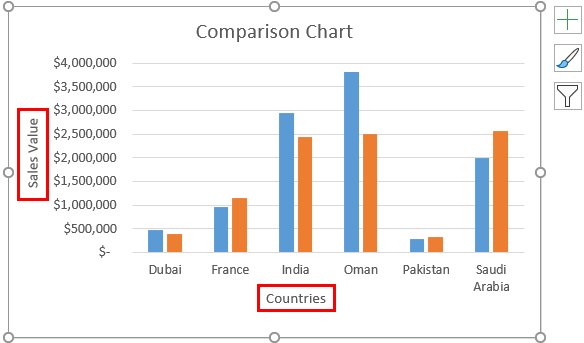 Comparison Chart
$4,000,000
$3,500,000
$3,000,000
$2,500,000
$2,000,000
$1,500,000
$1,000,000
$500,000
$-
Sales Value
Dubai France India Oman Pakistan Saudi
Arabia
Countries